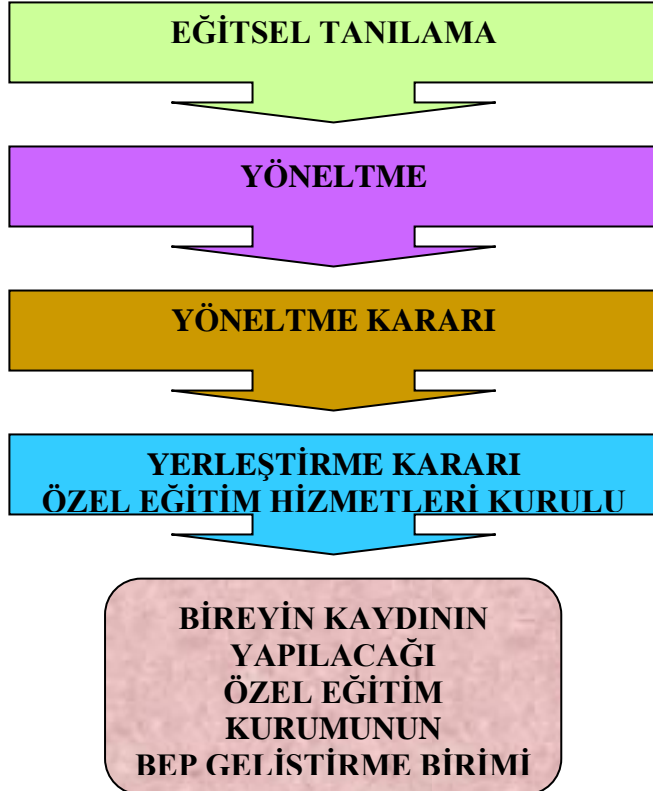 EĞİTSEL TANILAMA
YÖNELTME
YÖNELTME KARARI
YERLEŞTİRME KARARI
ÖZEL EĞİTİM HİZMETLERİ KURULU
BİREYİN KAYDININ
YAPILACAĞI
ÖZEL EĞİTİM
KURUMUNUN
BEP GELİŞTİRME BİRİMİ